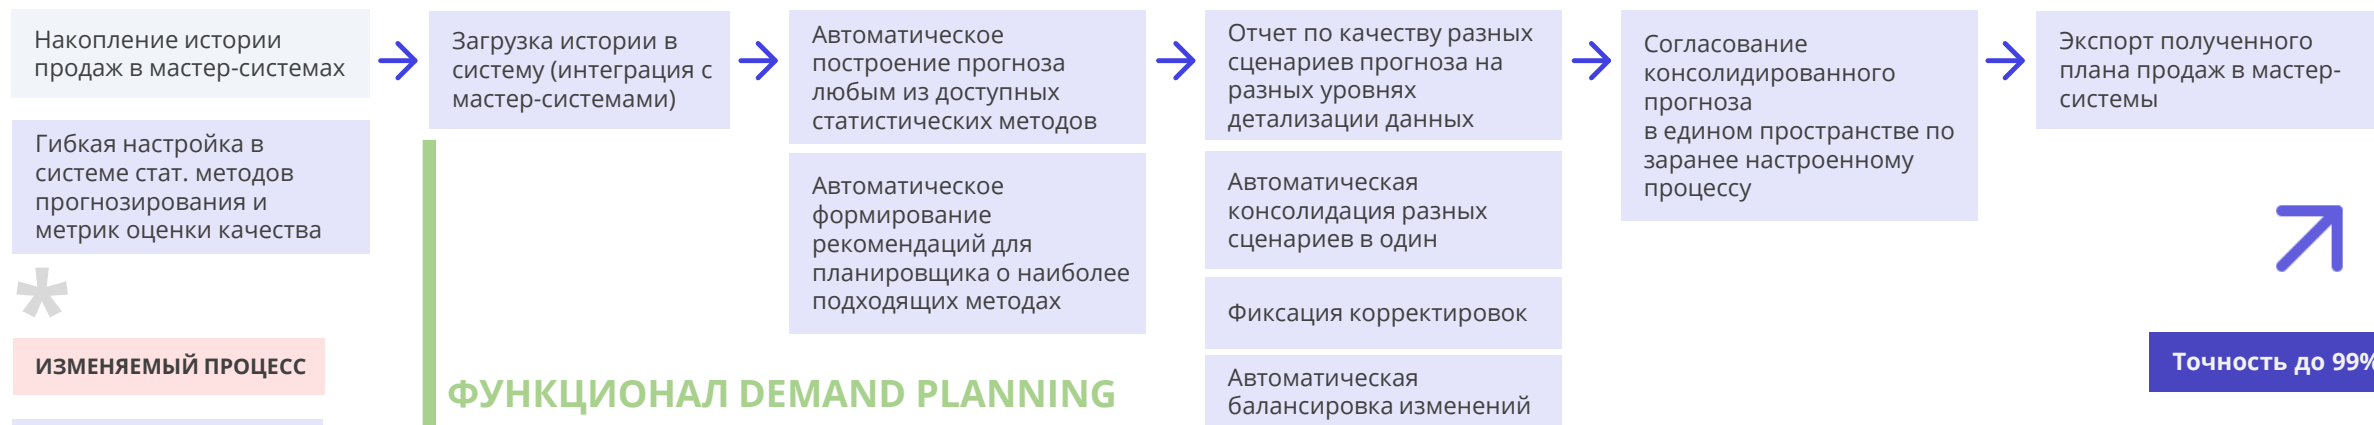 Накопление истории
продаж в мастер-системах
Гибкая настройка в
системе стат. методов
прогнозирования и
метрик оценки качества
*
ИЗМЕНЯЕМЫЙ ПРОЦЕСС
Загрузка истории в
систему (интеграция с
мастер-системами)
Автоматическое
построение прогноза
любым из доступных
статистических методов
Автоматическое
формирование
рекомендаций для
планировщика о наиболее
подходящих методах
ФУНКЦИОНАЛ DEMAND PLANNING
Отчет по качеству разных
сценариев прогноза на
разных уровнях
детализации данных
Автоматическая
консолидация разных
сценариев в один
Фиксация корректировок
Автоматическая
балансировка изменений
Согласование
консолидированного
прогноза
в едином пространстве по
заранее настроенному
процессу
Экспорт полученного
плана продаж в мастер-
системы
Точность до 99%